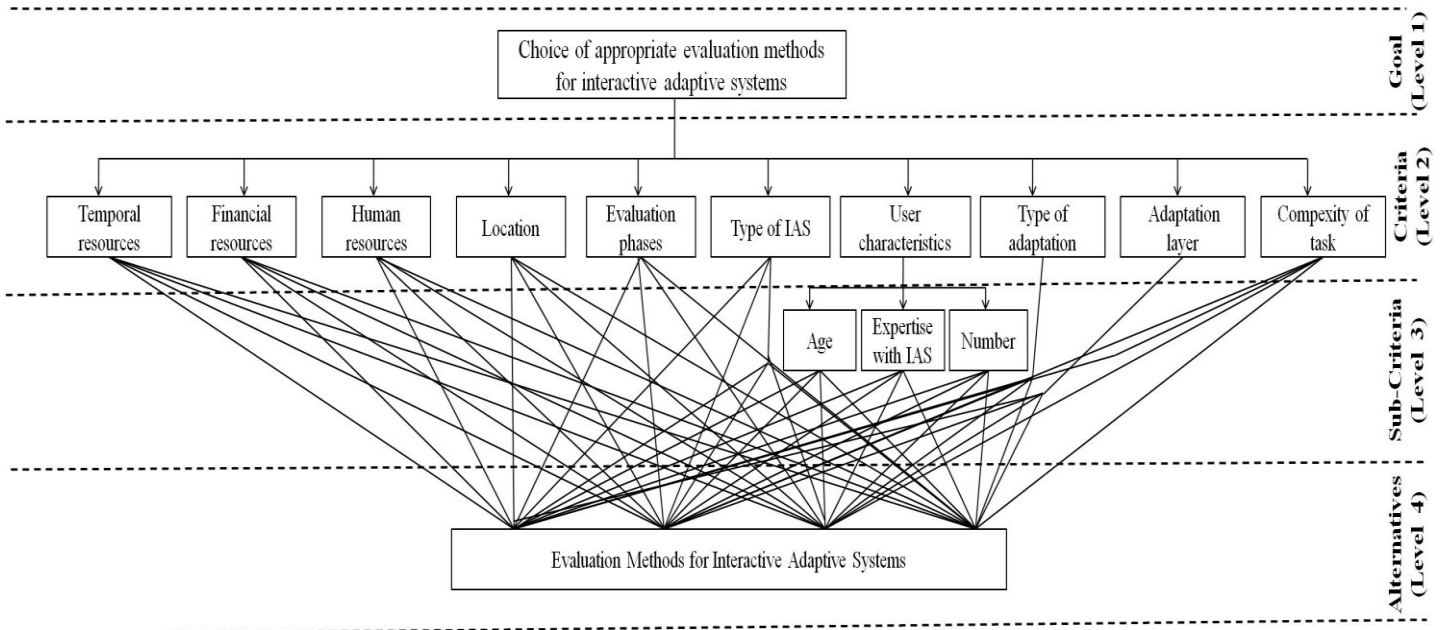 Choice of appropriate evaluation methods
for interactive adaptive systems
Goal
(Level 1)
Temporal
resources
Financial
resources
Human
resources
Location
Evaluation
phases
Type of IAS
User
characteristics
Type of
adaptation
Adaptation
layer
Compexity of
task
Criteria
(Level 2)
Age
Expertise
with IAS
Number
Sub-Criteria
(Level 3)
Evaluation Methods for Interactive Adaptive Systems
Alternatives
(Level 4)